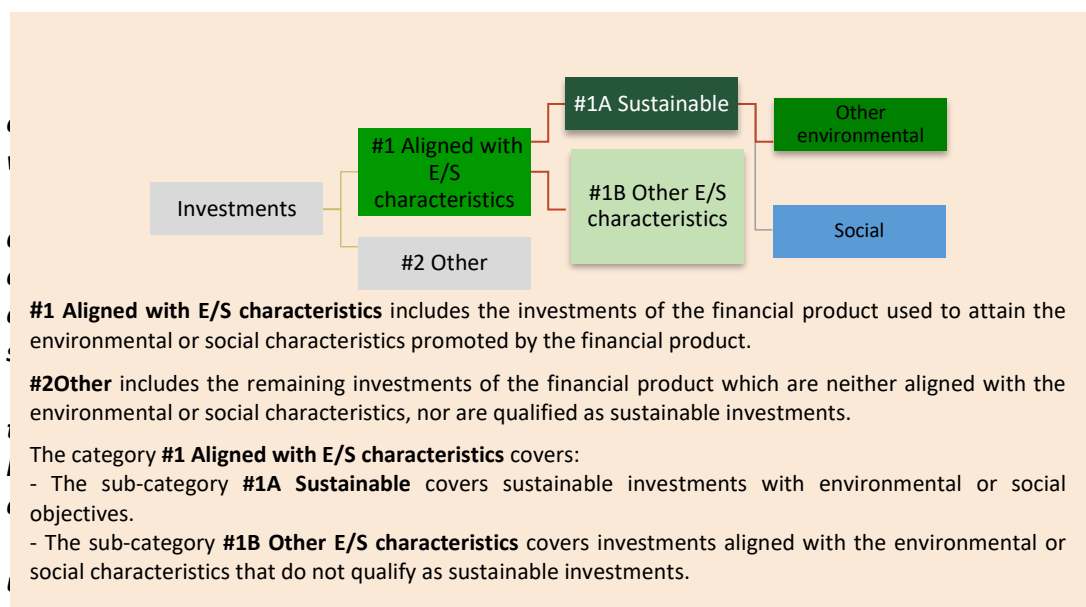 #1A Sustainable
Other
environmental
#1 Aligned with
E/S
characteristics
#1B Other E/S
characteristics
Investments
Social
#2 Other
#1 Aligned with E/S characteristics includes the investments of the financial product used to attain the
environmental or social characteristics promoted by the financial product.
#2Other includes the remaining investments of the financial product which are neither aligned with the
environmental or social characteristics, nor are qualified as sustainable investments.
The category #1 Aligned with E/S characteristics covers:
- The sub-category #1A Sustainable covers sustainable investments with environmental or social
objectives.
- The sub-category #1B Other E/S characteristics covers investments aligned with the environmental or
social characteristics that do not qualify as sustainable investments.